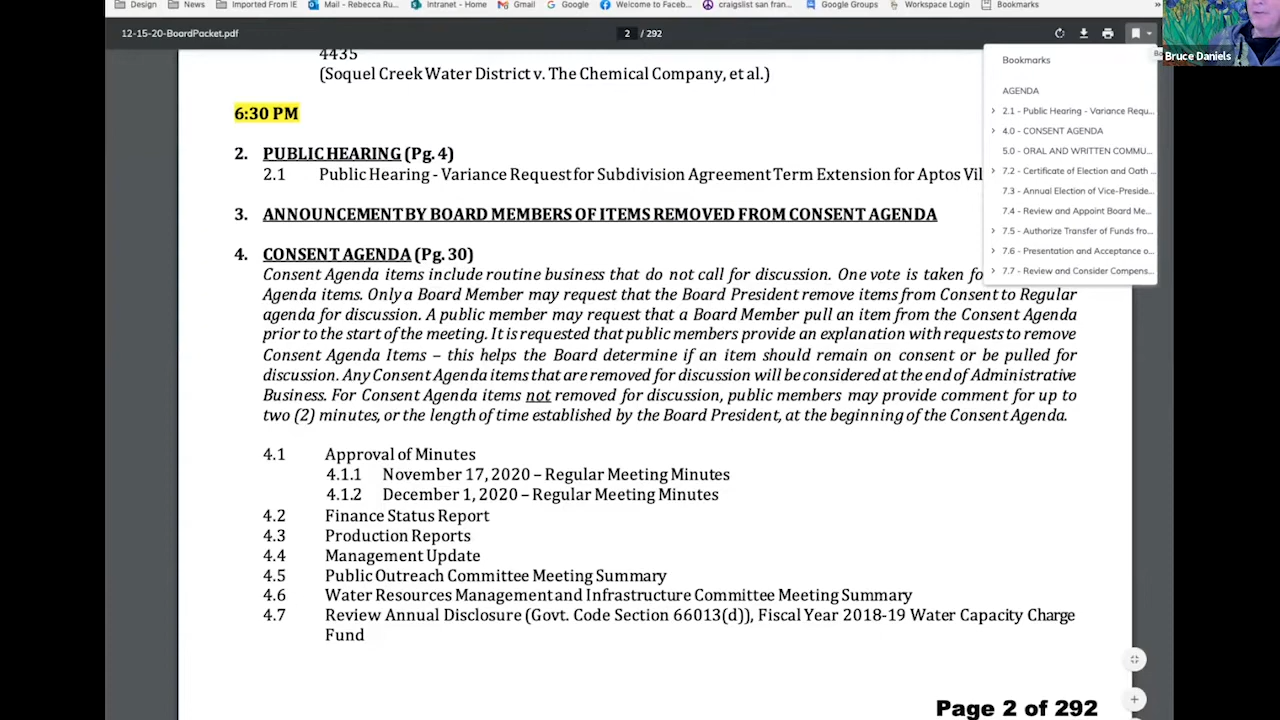 Design News Imported From IE Mail - Rebecca Ru... Intranet - Home Gmail Google Welcome to Faceb... craigslist san fran... Google Groups Workspace Login Bookmarks »
12-15-20-BoardPacket.pdf 2 / 292
Bruce Daniels
4435
(Soquel Creek Water District v. The Chemical Company, et al.)
6:30 PM
2. PUBLIC HEARING (Pg. 4)
2.1 Public Hearing - Variance Request for Subdivision Agreement Term Extension for Aptos Vil
3. ANNOUNCEMENT BY BOARD MEMBERS OF ITEMS REMOVED FROM CONSENT AGENDA
4. CONSENT AGENDA (Pg. 30)
Consent Agenda items include routine business that do not call for discussion. One vote is taken fo
Agenda items. Only a Board Member may request that the Board President remove items from Consent to Regular
agenda for discussion. A public member may request that a Board Member pull an item from the Consent Agenda
prior to the start of the meeting. It is requested that public members provide an explanation with requests to remove
Consent Agenda Items – this helps the Board determine if an item should remain on consent or be pulled for
discussion. Any Consent Agenda items that are removed for discussion will be considered at the end of Administrative
Business. For Consent Agenda items not removed for discussion, public members may provide comment for up to
two (2) minutes, or the length of time established by the Board President, at the beginning of the Consent Agenda.
4.1 Approval of Minutes
4.1.1 November 17, 2020 – Regular Meeting Minutes
4.1.2 December 1, 2020 – Regular Meeting Minutes
4.2 Finance Status Report
4.3 Production Reports
4.4 Management Update
4.5 Public Outreach Committee Meeting Summary
4.6 Water Resources Management and Infrastructure Committee Meeting Summary
4.7 Review Annual Disclosure (Govt. Code Section 66013(d)), Fiscal Year 2018-19 Water Capacity Charge
Fund
Page 2 of 292
Bookmarks
AGENDA
2.1 - Public Hearing - Variance Requ...
4.0 - CONSENT AGENDA
5.0 - ORAL AND WRITTEN COMMU...
7.2 - Certificate of Election and Oath ...
7.3 - Annual Election of Vice-Preside...
7.4 - Review and Appoint Board Me...
7.5 - Authorize Transfer of Funds fro...
7.6 - Presentation and Acceptance o...
7.7 - Review and Consider Compens...